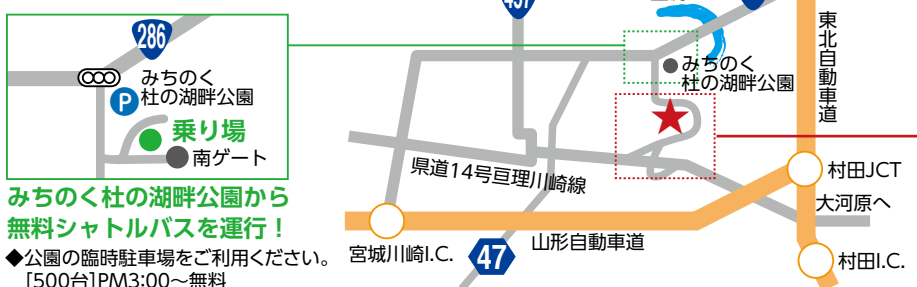 286
みちのく
杜の湖畔公園
P
乗り場
南ゲート
みちのく杜の湖畔公園から
無料シャトルバスを運行！
◆公園の臨時駐車場をご利用ください。
[500台]PM3:00～無料
457
みちのく
杜の湖畔公園
東北自動車道
県道14号亘理川崎線
村田JCT
大河原へ
宮城川崎I.C.
47
山形自動車道
村田I.C.